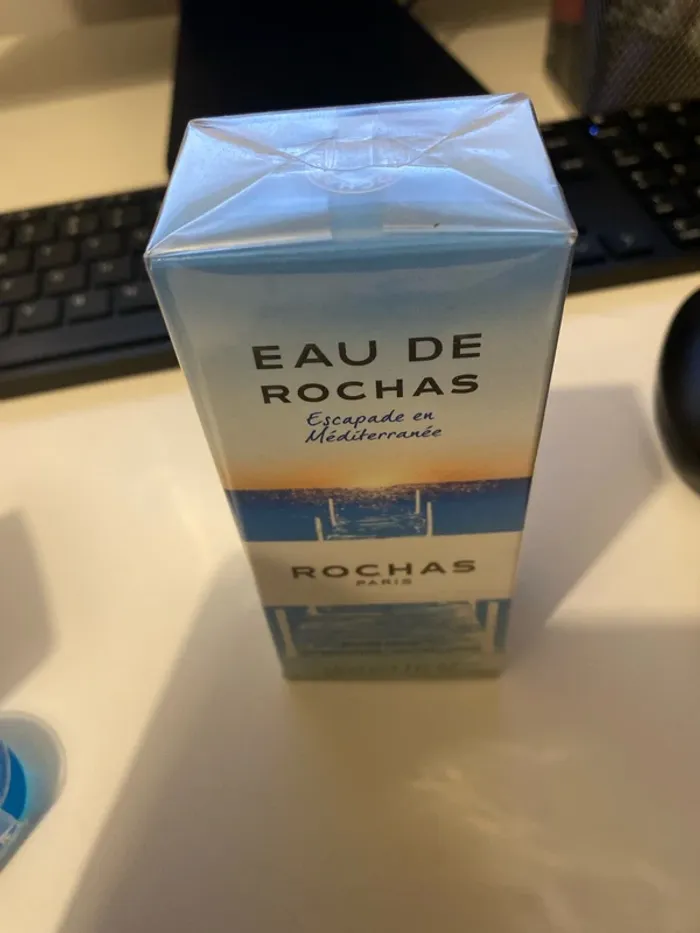 EAU DE
ROCHAS
Escapade en
Méditerranée
ROCHAS
PARIS